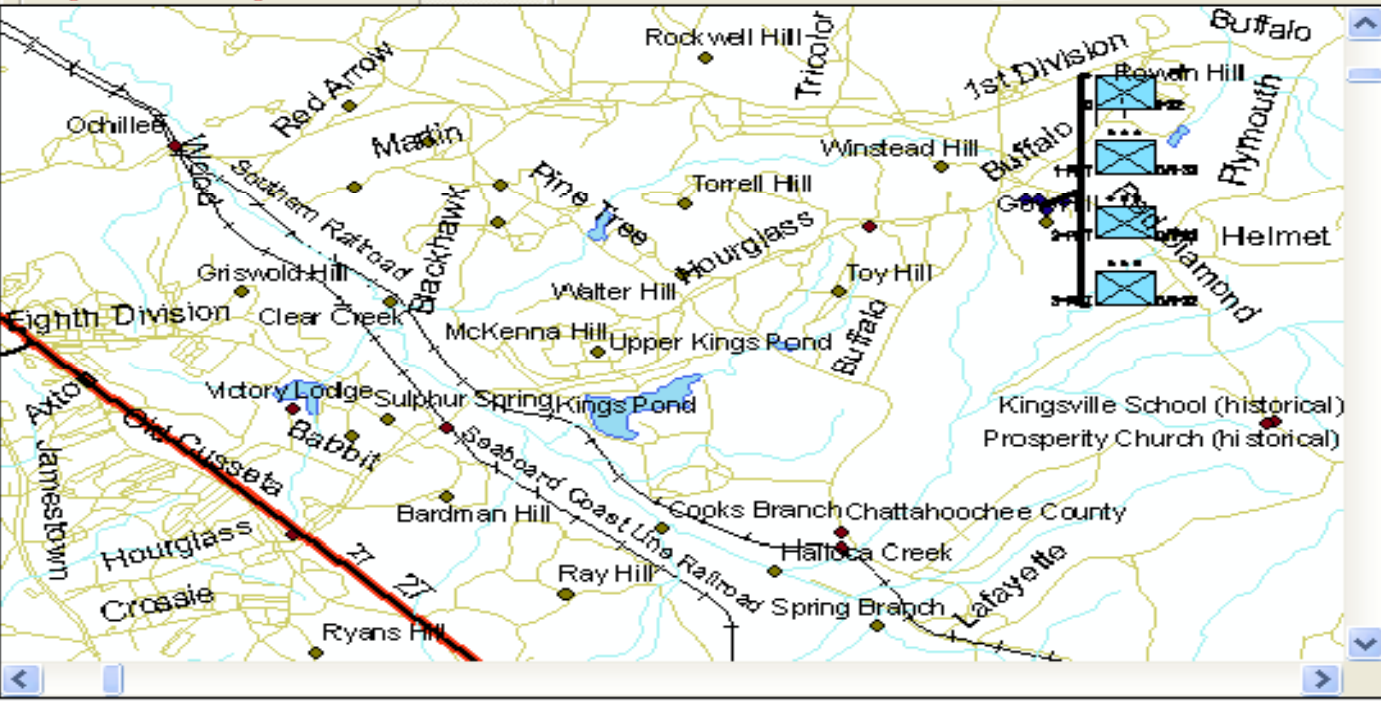 Buffalo
Rockwell Hill
Tricolor
1st Division
Rowan Hill
Red Arrow
Plymouth
Ochillee
Martin
Buffalo
Winstead Hill
Wood
Southern Railroad
Pine Tree
Torrell Hill
Blackhawk
Hourglass
Red Diamond
Helmet
Griswold Hill
Walter Hill
Toy Hill
Eighth Division
Clear Creek
McKenna Hill
Upper Kings Pond
Buffalo
Axton
Victory Lodge
Sulphur Spring
Kings Pond
Kingsville School (historical)
Prosperity Church (historical)
Old Cusseta
Babbit
Jamestown
Seaboard Coast Line Railroad
Bardman Hill
Cooks Branch
Chattahoochee County
Hourglass
27
27
Halloca Creek
Ray Hill
Lafayette
Crossie
Spring Branch
Ryans Hill